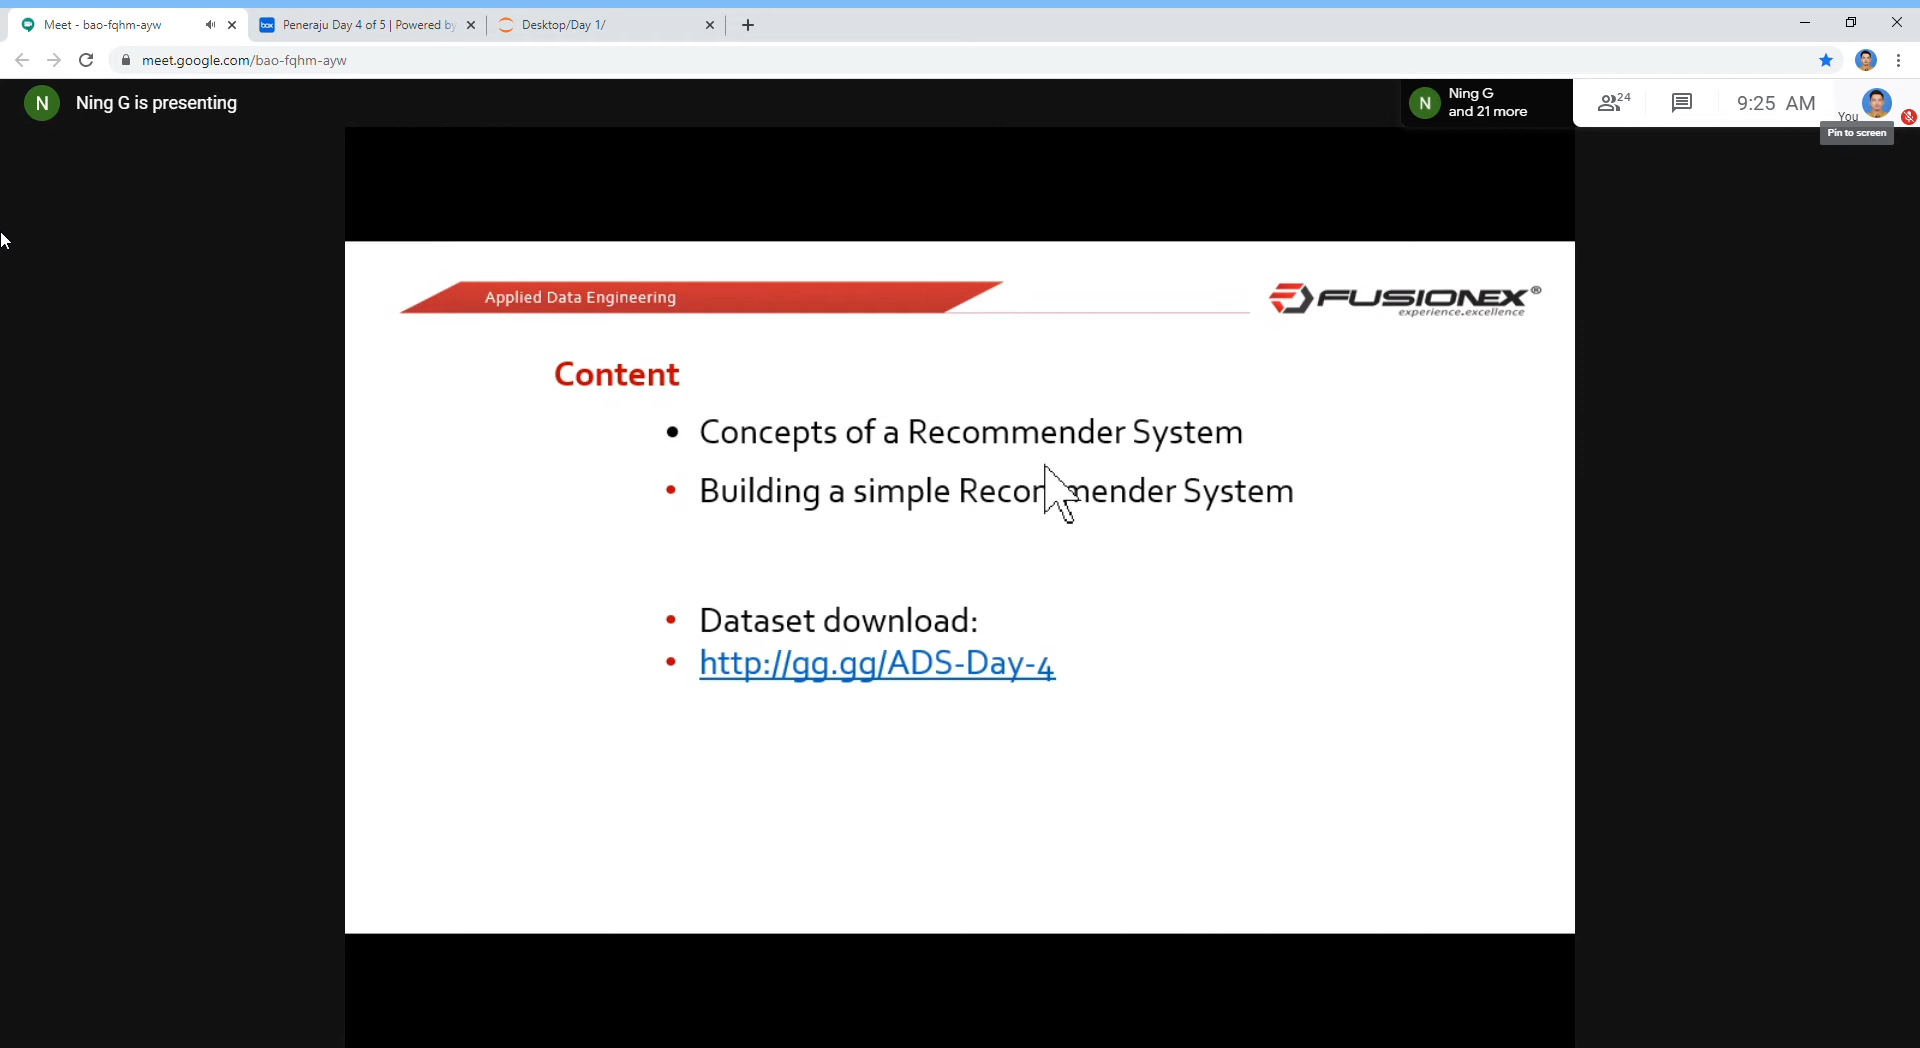 Meet - bao-fqhm-ayw
Peneraju Day 4 of 5 | Powered by
Desktop/Day 1/
meet.google.com/bao-fqhm-ayw
N
Ning G is presenting
N
Ning G
and 21 more
24
9:25 AM
You
Pin to screen
Applied Data Engineering
FUSIONEX®
experience.excellence
Content
• Concepts of a Recommender System
• Building a simple Recommender System
• Dataset download:
• http://gg.gg/ADS-Day-4